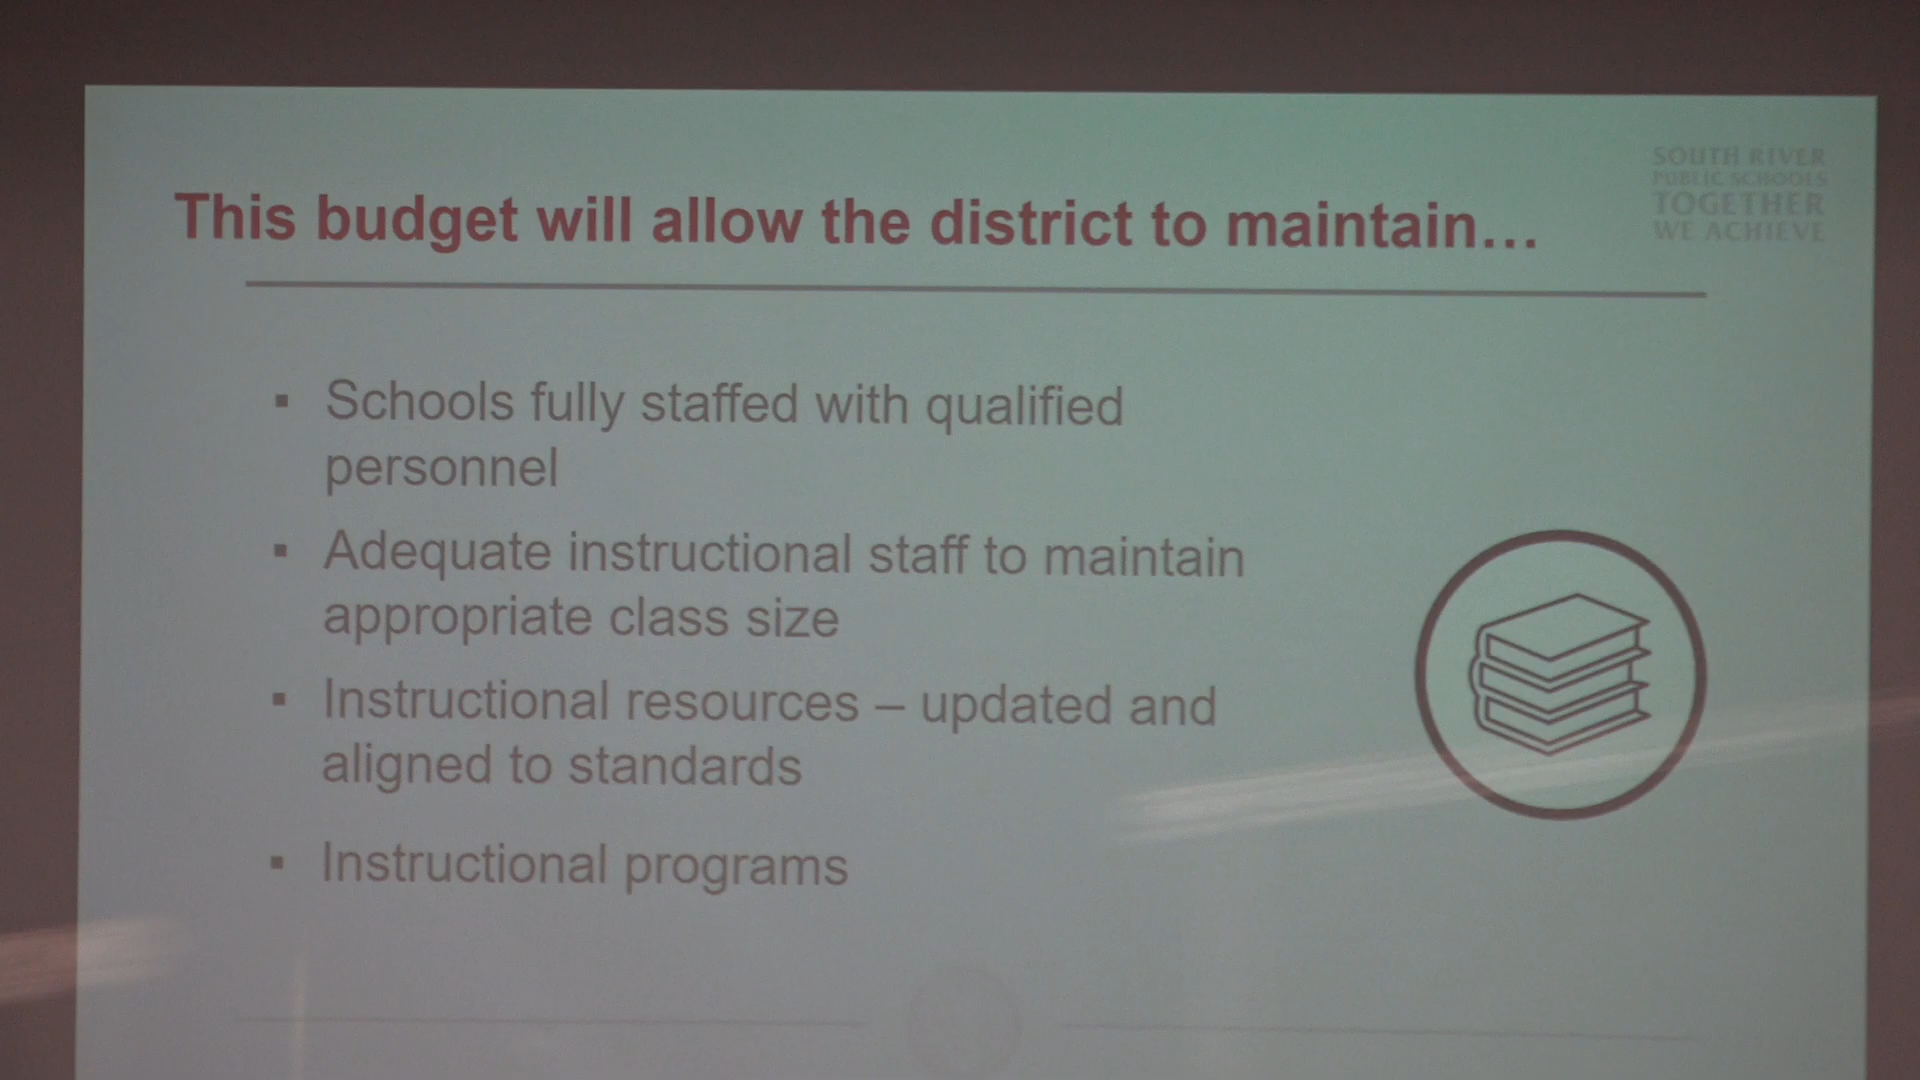 This budget will allow the district to maintain...
SOUTH RIVER
PUBLIC SCHOOLS
TOGETHER
WE ACHIEVE
▪ Schools fully staffed with qualified
personnel
▪ Adequate instructional staff to maintain
appropriate class size
▪ Instructional resources – updated and
aligned to standards
▪ Instructional programs